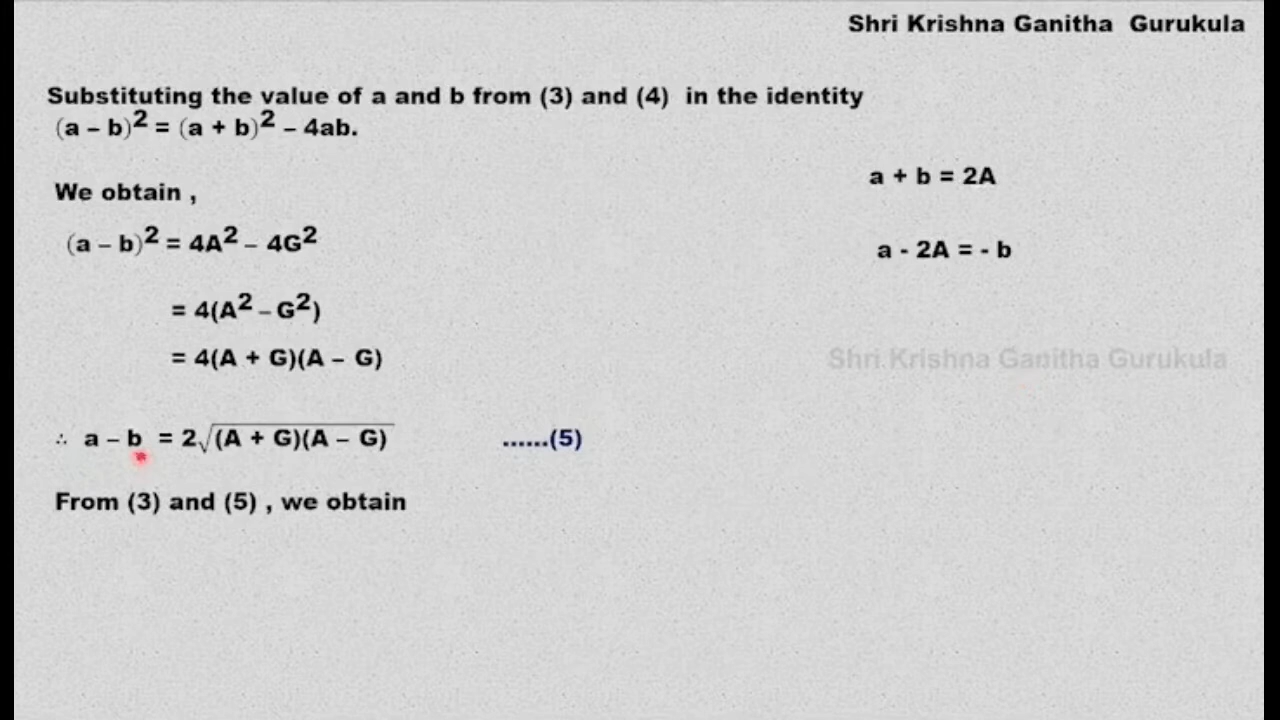 Shri Krishna Ganitha Gurukula
Substituting the value of a and b from (3) and (4) in the identity
(a – b)² = (a + b)² – 4ab.
a + b = 2A
We obtain ,
(a – b)² = 4A² – 4G²
a - 2A = - b
= 4(A² – G²)
= 4(A + G)(A – G)
Shri Krishna Ganitha Gurukula
∴ a – b = 2√(A + G)(A – G) ......(5)
From (3) and (5) , we obtain